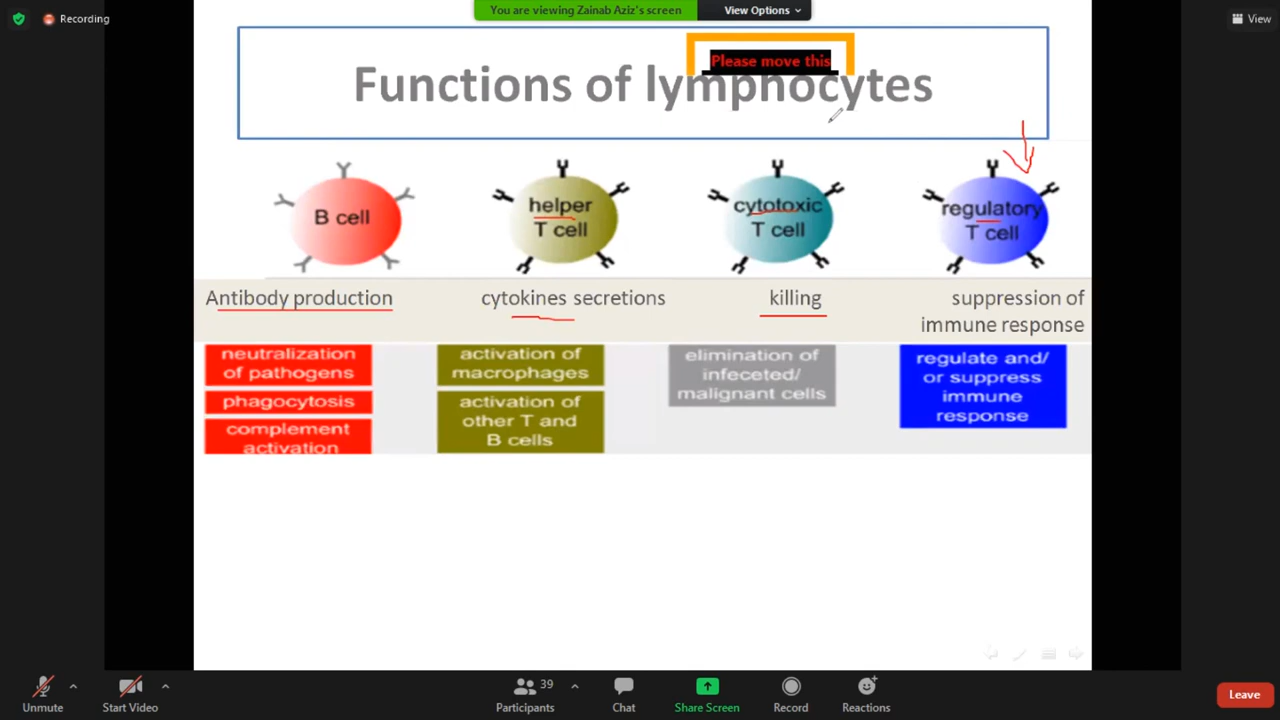 You are viewing Zainab Aziz's screen
View Options
Recording
View
Please move this
Functions of lymphocytes
B cell
helper
T cell
cytotoxic
T cell
regulatory
T cell
Antibody production
cytokines secretions
killing
suppression of
immune response
neutralization
of pathogens
phagocytosis
complement
activation
activation of
macrophages
activation of
other T and
B cells
elimination of
infeceted/
malignant cells
regulate and/
or suppress
immune
response
Unmute
Start Video
39
Participants
Chat
Share Screen
Record
Reactions
Leave